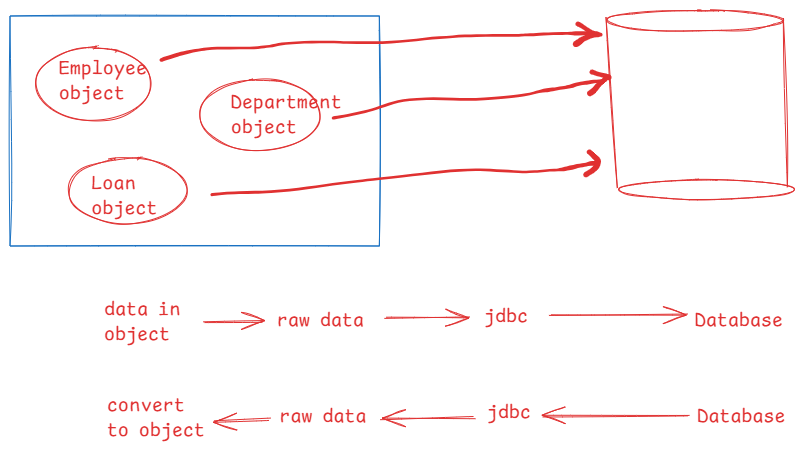 Employee
object
Department
object
Loan
object
data in
object
raw data
jdbc
Database
convert
to object
raw data
jdbc
Database